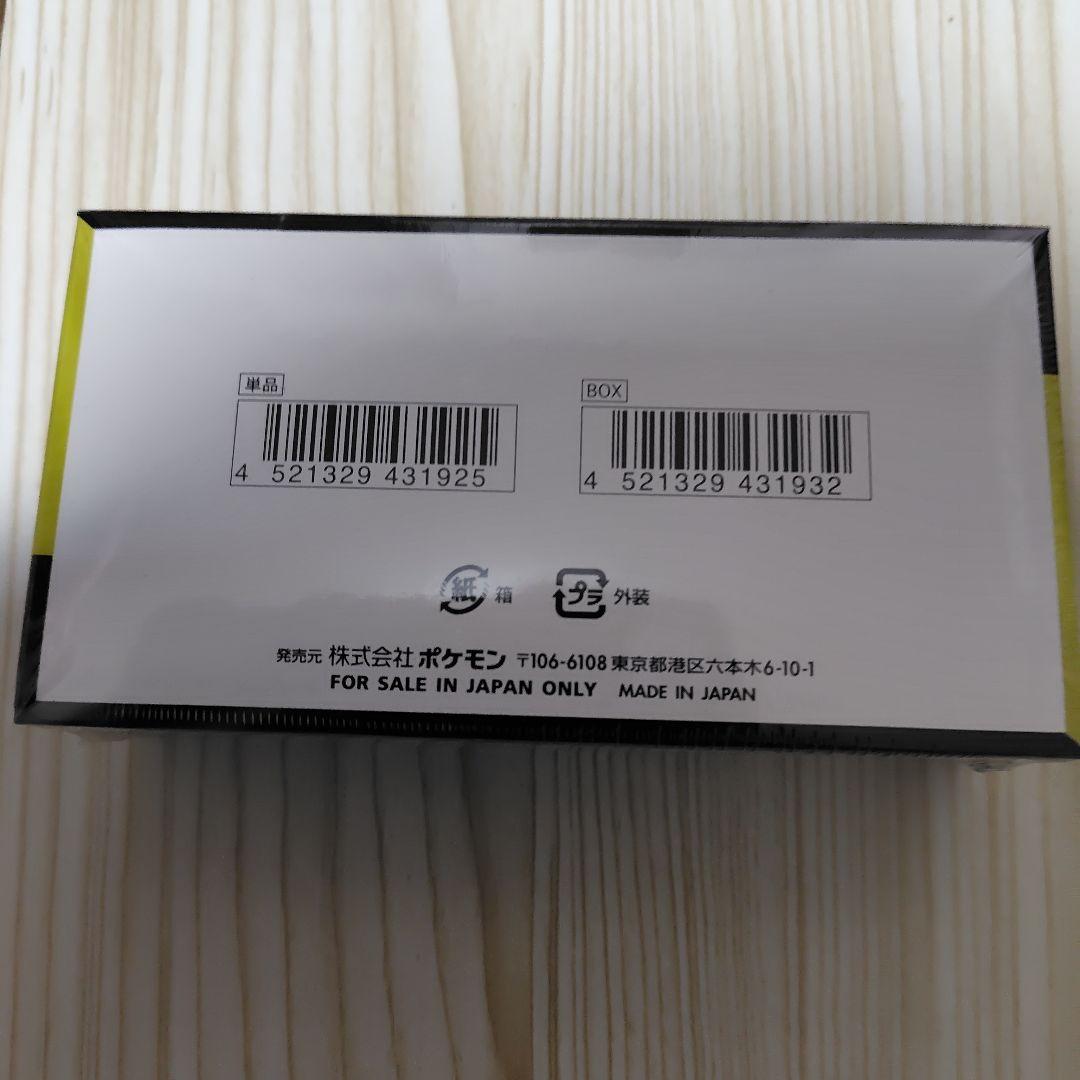 単品
BOX
4 521329 431925
4 521329 431932
紙 箱
プラ 外装
発売元 株式会社 ポケモン 〒106-6108 東京都港区六本木6-10-1
FOR SALE IN JAPAN ONLY MADE IN JAPAN